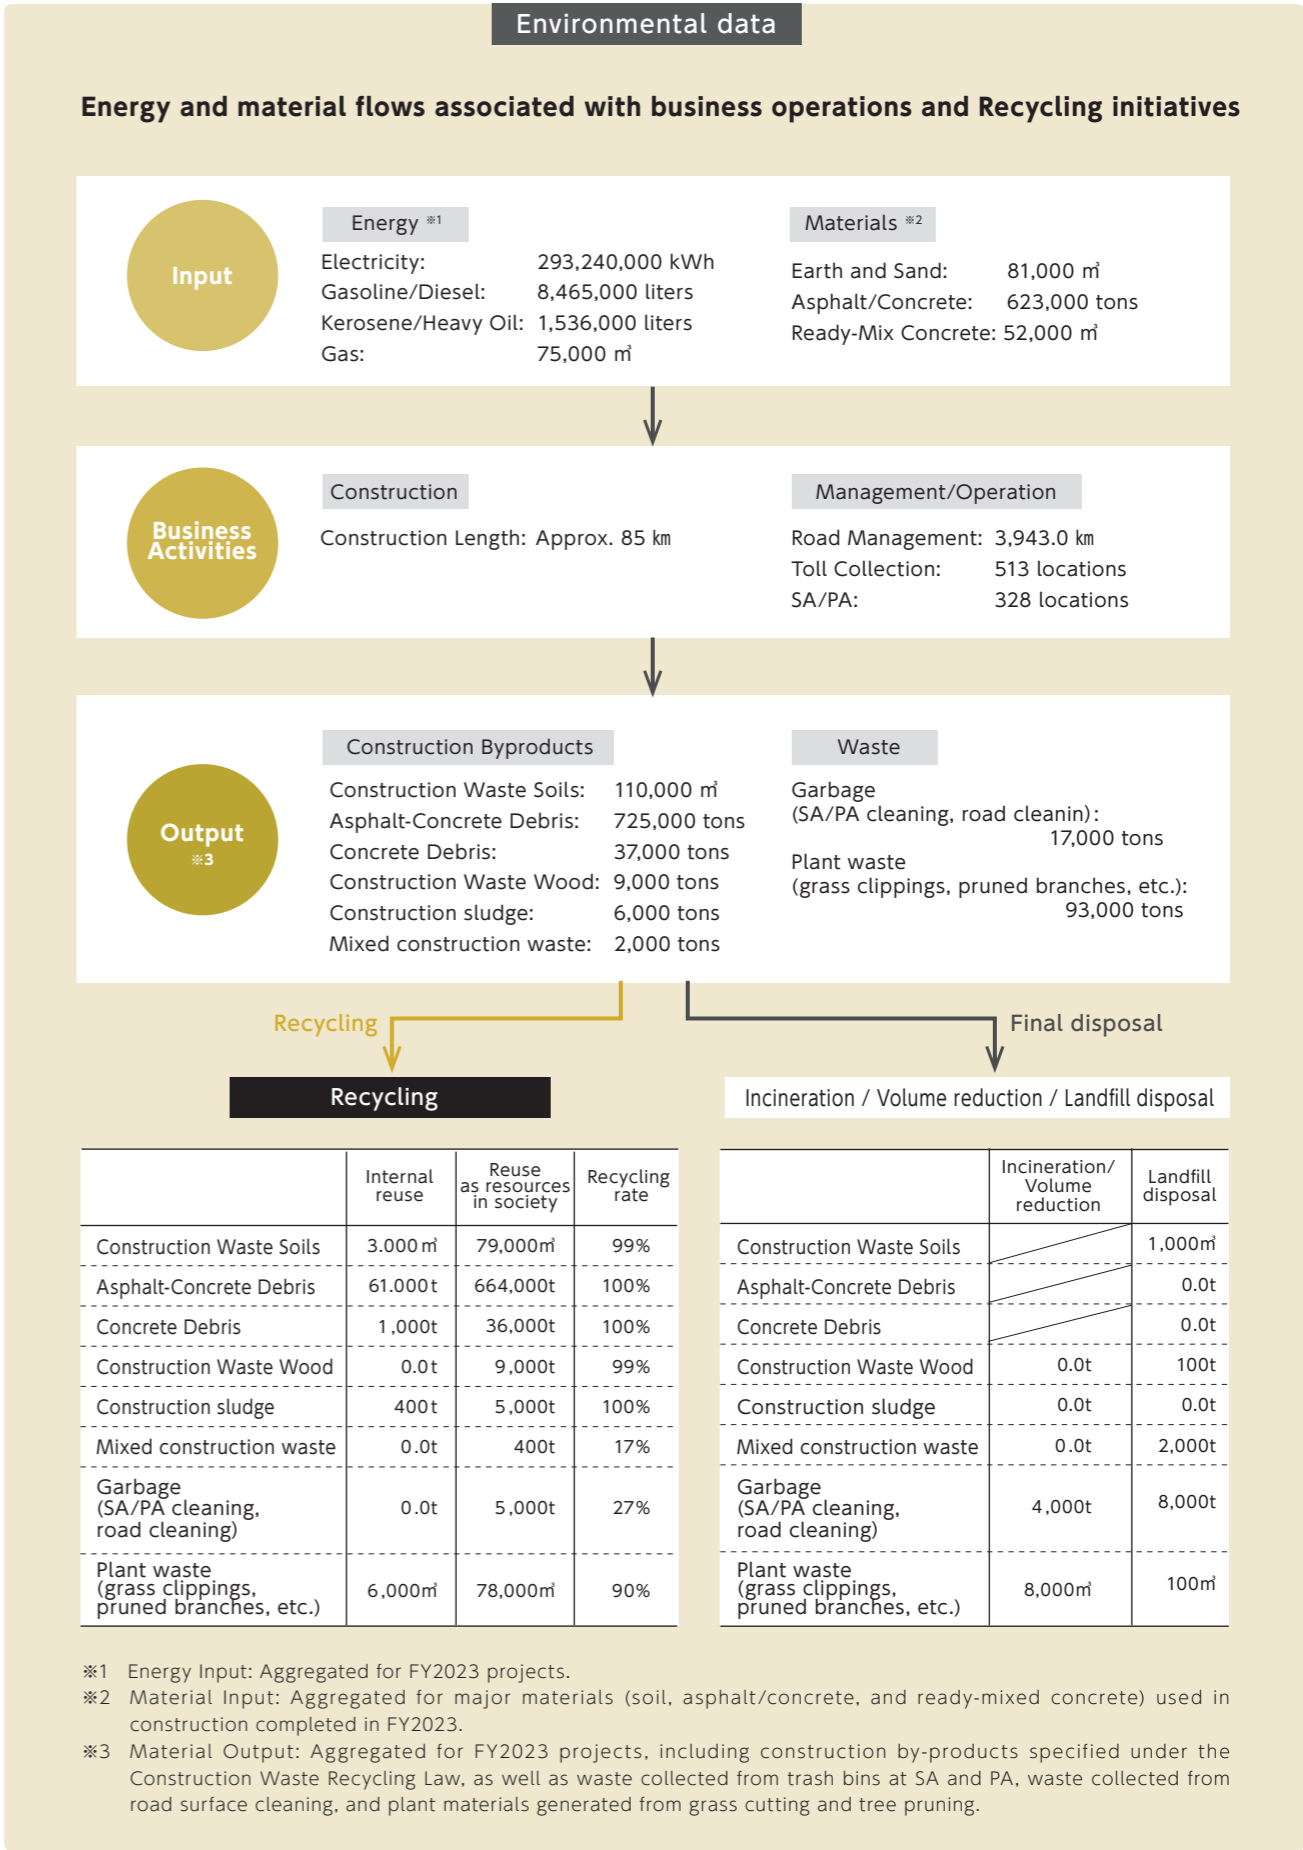 Environmental data
Energy and material flows associated with business operations and Recycling initiatives
Input
Energy ※1
Electricity: 293,240,000 kWh
Gasoline/Diesel: 8,465,000 liters
Kerosene/Heavy Oil: 1,536,000 liters
Gas: 75,000 ㎥
Materials ※2
Earth and Sand: 81,000 ㎥
Asphalt/Concrete: 623,000 tons
Ready-Mix Concrete: 52,000 ㎥
Business
Activities
Construction
Construction Length: Approx. 85 ㎞
Management/Operation
Road Management: 3,943.0 ㎞
Toll Collection: 513 locations
SA/PA: 328 locations
Output
※3
Construction Byproducts
Construction Waste Soils: 110,000 ㎥
Asphalt-Concrete Debris: 725,000 tons
Concrete Debris: 37,000 tons
Construction Waste Wood: 9,000 tons
Construction sludge: 6,000 tons
Mixed construction waste: 2,000 tons
Waste
Garbage
(SA/PA cleaning, road cleanin):
17,000 tons
Plant waste
(grass clippings, pruned branches, etc.):
93,000 tons
Recycling
Final disposal
Recycling
Internal reuse
Reuse as resources in society
Recycling rate
Construction Waste Soils 3.000㎥ 79,000㎥ 99%
Asphalt-Concrete Debris 61.000t 664,000t 100%
Concrete Debris 1,000t 36,000t 100%
Construction Waste Wood 0.0t 9,000t 99%
Construction sludge 400t 5,000t 100%
Mixed construction waste 0.0t 400t 17%
Garbage
(SA/PA cleaning, 0.0t 5,000t 27%
road cleaning)
Plant waste
(grass clippings, 6,000㎥ 78,000㎥ 90%
pruned branches, etc.)
Incineration / Volume reduction / Landfill disposal
Incineration/ Volume reduction
Landfill disposal
Construction Waste Soils 1,000㎥
Asphalt-Concrete Debris 0.0t
Concrete Debris 0.0t
Construction Waste Wood 0.0t 100t
Construction sludge 0.0t 0.0t
Mixed construction waste 0.0t 2,000t
Garbage
(SA/PA cleaning, 4,000t 8,000t
road cleaning)
Plant waste
(grass clippings, 8,000㎥ 100㎥
pruned branches, etc.)
※1 Energy Input: Aggregated for FY2023 projects.
※2 Material Input: Aggregated for major materials (soil, asphalt/concrete, and ready-mixed concrete) used in
construction completed in FY2023.
※3 Material Output: Aggregated for FY2023 projects, including construction by-products specified under the
Construction Waste Recycling Law, as well as waste collected from trash bins at SA and PA, waste collected from
road surface cleaning, and plant materials generated from grass cutting and tree pruning.